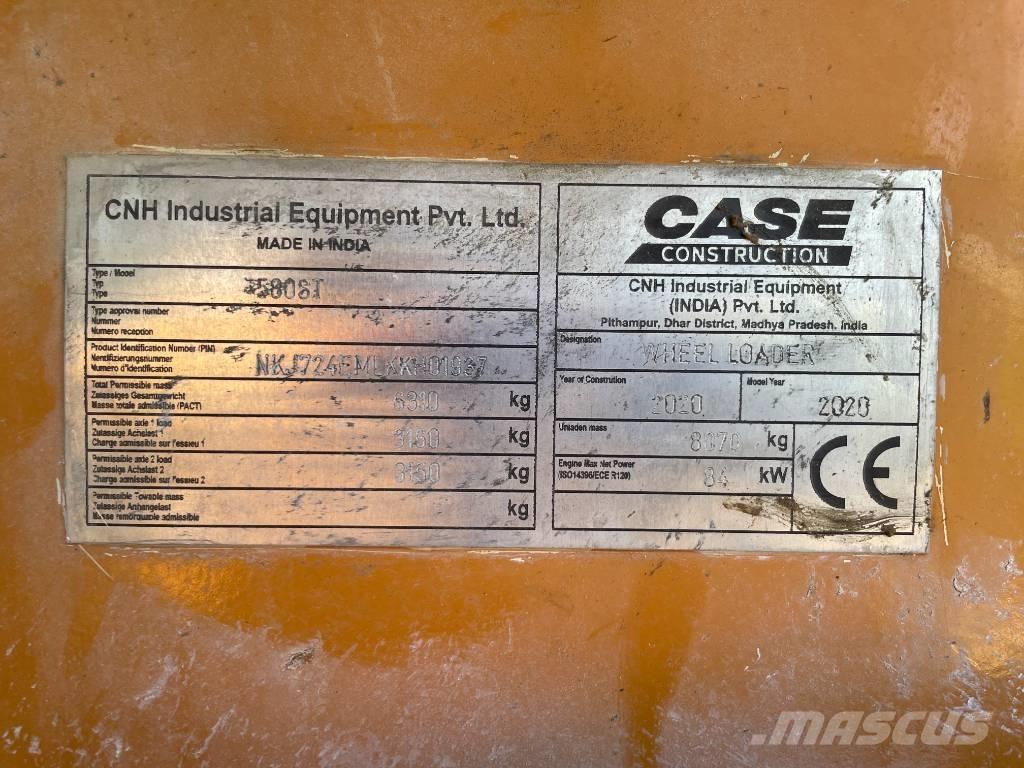 CNH Industrial Equipment Pvt. Ltd.
MADE IN INDIA
Type / Model
Typ
Type
580ST
Type approval number
Nummer
Numero reception
Product Identification Number (PIN)
Identifizierungsnummer
Numero d'identification
Total Permissible mass
Zulassiges Gesamtgewicht
Masse totale admissible (PACT)
kg
Permissible axle 1 load
Zulassige Achslast 1
Charge admissible sur l'essieu 1
3150 kg
Permissible axle 2 load
Zulassige Achslast 2
Charge admissible sur l'essieu 2
3150 kg
Permissible Towable mass
Zulassige Anhangelast
Masse remorquable admissible
kg
CASE
CONSTRUCTION
CNH Industrial Equipment
(INDIA) Pvt. Ltd.
Pithampur, Dhar District, Madhya Pradesh, India
Designation
WHEEL LOADER
Year of Constrution
2020
Model Year
2020
Unladen mass
kg
Engine Max Net Power
(ISO14396/ECE R120)
84 kW
CE
MASCUS